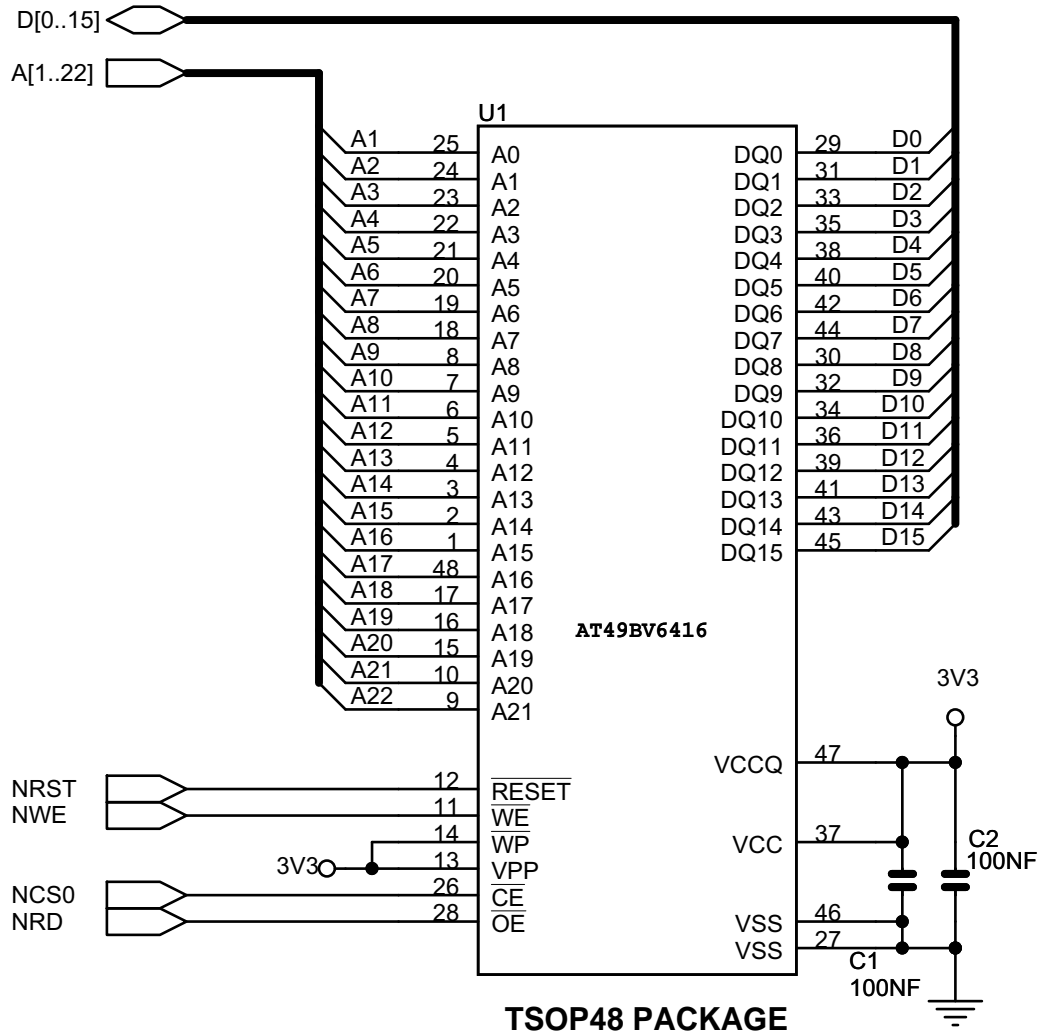 D[0..15]
A[1..22]
U1
A1 25 A0 DQ0 29 D0
A2 24 A1 DQ1 31 D1
A3 23 A2 DQ2 33 D2
A4 22 A3 DQ3 35 D3
A5 21 A4 DQ4 38 D4
A6 20 A5 DQ5 40 D5
A7 19 A6 DQ6 42 D6
A8 18 A7 DQ7 44 D7
A9 8 A8 DQ8 30 D8
A10 7 A9 DQ9 32 D9
A11 6 A10 DQ10 34 D10
A12 5 A11 DQ11 36 D11
A13 4 A12 DQ12 39 D12
A14 3 A13 DQ13 41 D13
A15 2 A14 DQ14 43 D14
A16 1 A15 DQ15 45 D15
A17 48 A16
A18 17 A17
A19 16 A18
A20 15 A19
A21 10 A20
A22 9 A21
AT49BV6416
3V3
VCCQ 47
NRST 12 RESET
NWE 11 WE
14 WP
VCC 37
C2
100NF
3V3 13 VPP
NCS0 26 CE
NRD 28 OE
VSS 46
VSS 27
C1
100NF
TSOP48 PACKAGE